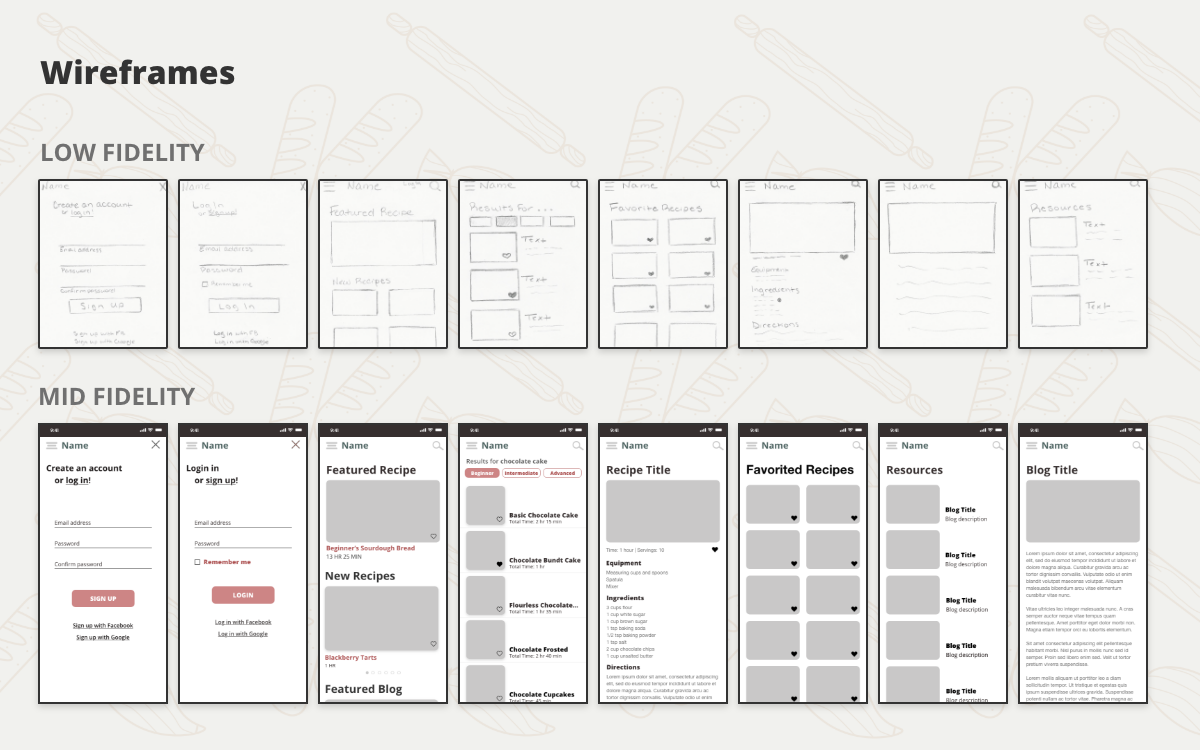 Wireframes
LOW FIDELITY
Name X
Create an account
or log in!
Email address
Password
Confirm password
Sign Up
Sign up with FB
Sign up with Google
Name X
Log In
or Sign up!
Email address
Password
Remember me
Log In
Log in with FB
Log in with Google
Name Login
Featured Recipe
New Recipes
Name
Results For ...
Text
Text
Text
Name
Favorite Recipes
Name
Equipment
Ingredients
Directions
Name
Name
Resources
Text
Text
Text
MID FIDELITY
9:41
Name
Create an account
or log in!
Email address
Password
Confirm password
SIGN UP
Sign up with Facebook
Sign up with Google
9:41
Name
Login in
or sign up!
Email address
Password
Remember me
LOGIN
Log in with Facebook
Log in with Google
9:41
Name
Featured Recipe
Beginner's Sourdough Bread
13 HR 25 MIN
New Recipes
Blackberry Tarts
1 HR
Featured Blog
9:41
Name
Results for chocolate cake
Beginner Intermediate Advanced
Basic Chocolate Cake
Total Time: 2 hr 15 min
Chocolate Bundt Cake
Total Time: 1 hr
Flourless Chocolate...
Total Time: 1 hr 35 min
Chocolate Frosted
Total Time: 2 hr 40 min
Chocolate Cupcakes
Total Time: 45 min
9:41
Name
Recipe Title
Time: 1 hour | Servings: 10
Equipment
Measuring cups and spoons
Spatula
Mixer
Ingredients
2 cups flour
1 cup white sugar
1 cup brown sugar
1 tsp baking soda
1/2 tsp baking powder
1 tsp salt
2 cup chocolate chips
1 cup unsalted butter
Directions
Lorem ipsum dolor sit amet, consectetur adipiscing
elit, sed do eiusmod tempor incididunt ut labore et
dolore magna aliqua. Curabitur gravida arcu ac
tortor dignissim convallis. Vulputate odio ut enim
9:41
Name
Favorited Recipes
9:41
Name
Resources
Blog Title
Blog description
Blog Title
Blog description
Blog Title
Blog description
Blog Title
Blog description
Blog Title
Blog description
9:41
Name
Blog Title
Lorem ipsum dolor sit amet, consectetur adipiscing
elit, sed do eiusmod tempor incididunt ut labore et
dolore magna aliqua. Curabitur gravida arcu ac
tortor dignissim convallis. Vulputate odio ut enim
blandit volutpat maecenas volutpat. Aliquam
malesuada bibendum arcu vitae elementum
curabitur vitae nunc.
Vitae ultricies leo integer malesuada nunc. A cras
semper auctor neque vitae tempus quam
pellentesque. Amet porttitor eget dolor morbi non.
Magna etiam tempor orci eu lobortis elementum.
Sit amet consectetur adipiscing elit pellentesque
habitant morbi. Non pulvinar neque laoreet
Proin sed libero enim sed. Velit ut tortor
pretium viverra suspendisse.
Lorem mollis aliquam ut porttitor leo a diam
sollicitudin tempor. Ut tristique et egestas quis
ipsum suspendisse ultrices gravida. Suspendisse
potenti nullam ac tortor vitae. Pharetra magna ac